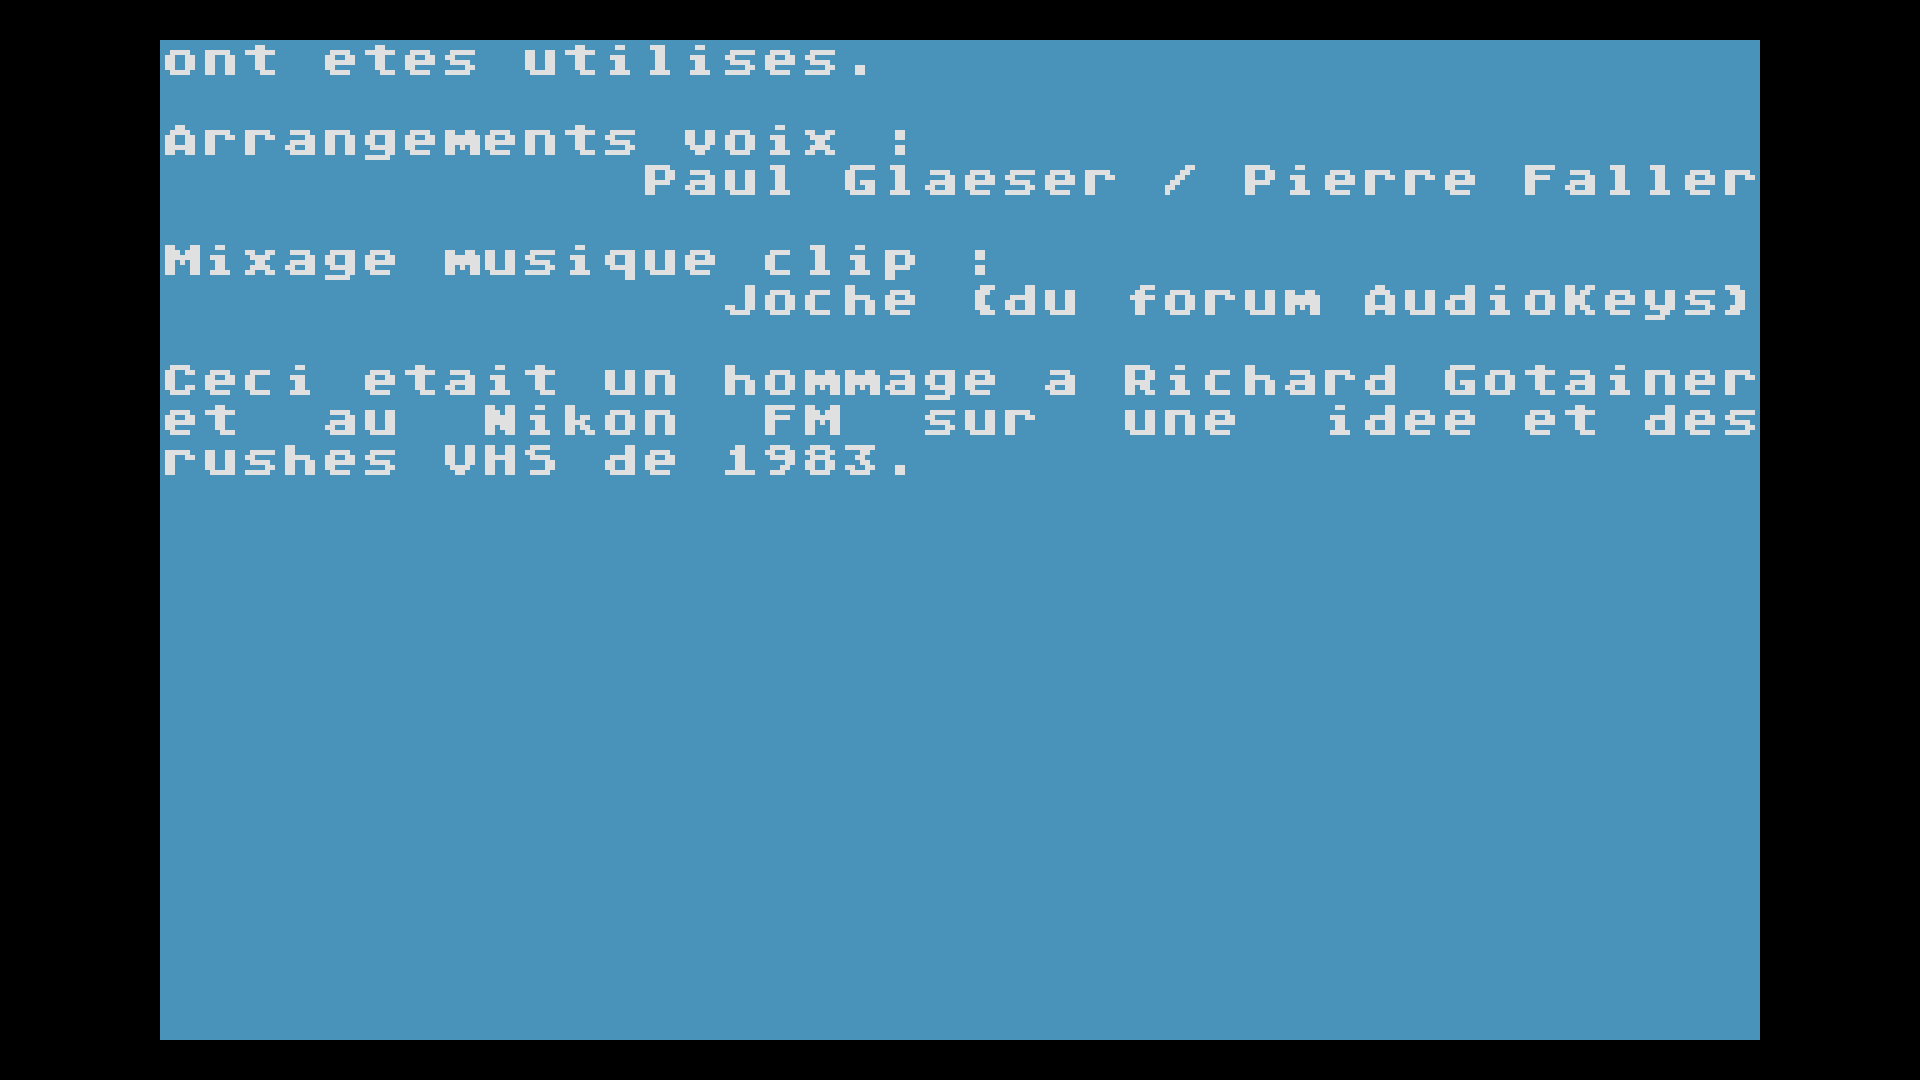 ont etes utilises.
Arrangements voix :
Paul Glaeser / Pierre Faller
Mixage musique clip :
Joche (du forum AudioKeys)
Ceci etait un hommage a Richard Gotainer
et au Nikon FM sur une idee et des
rushes VHS de 1983.